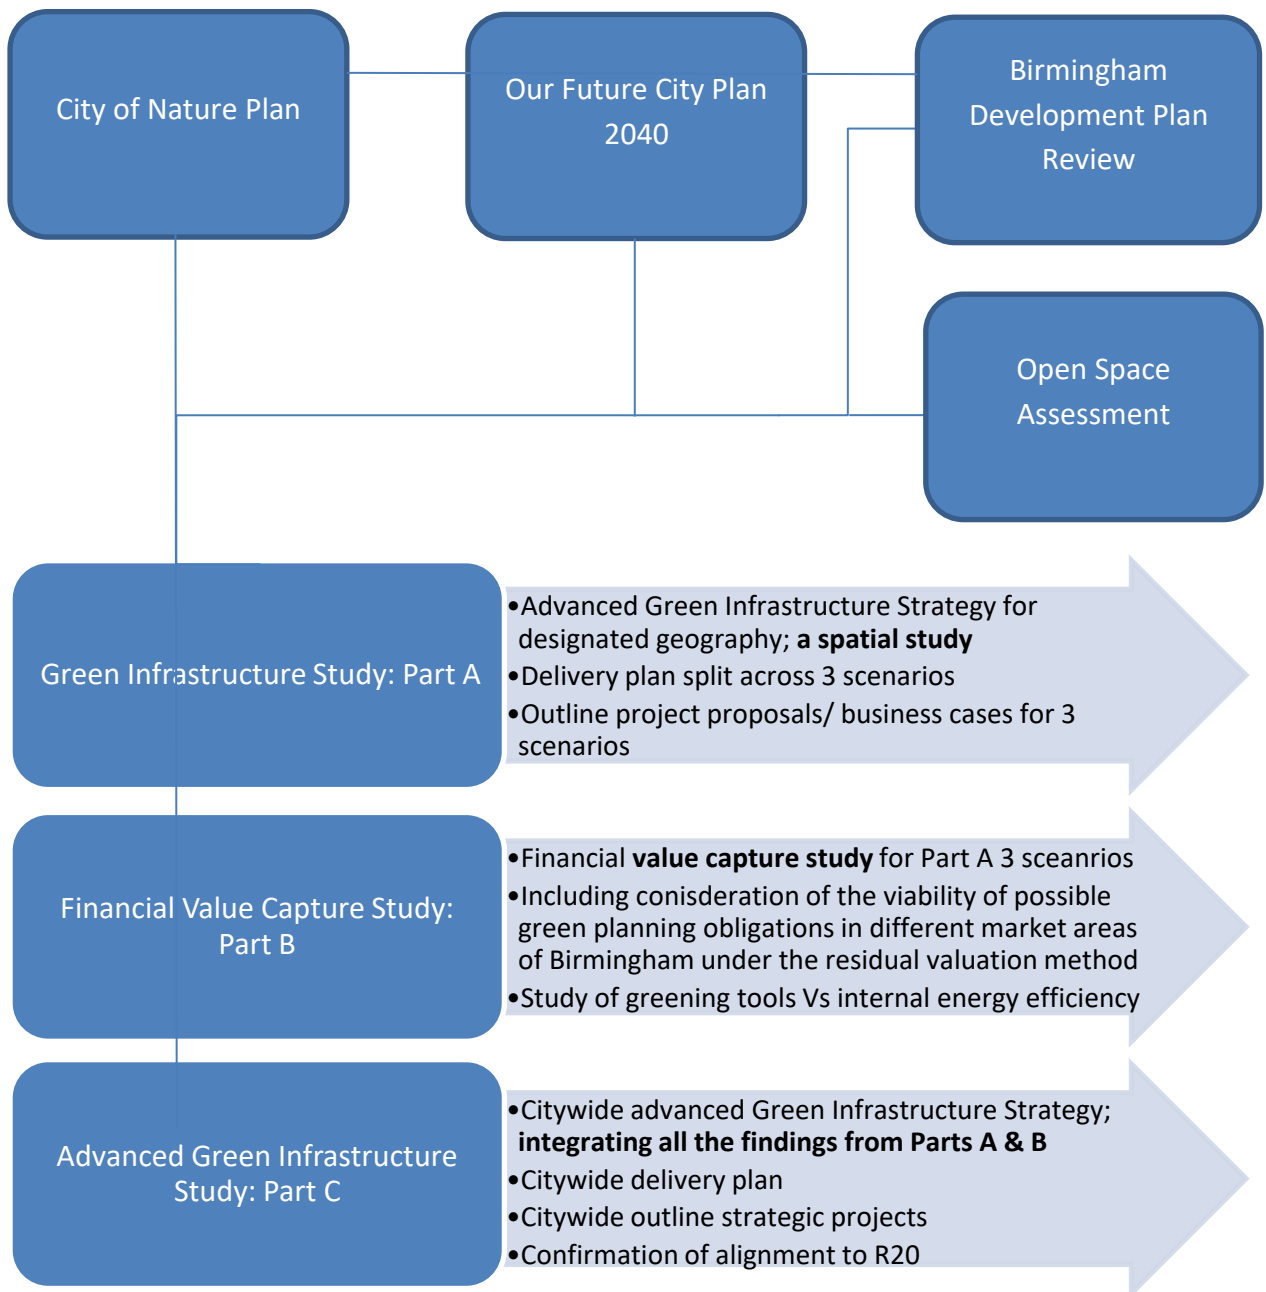 City of Nature Plan
Our Future City Plan
2040
Birmingham
Development Plan
Review
Open Space
Assessment
Green Infrastructure Study: Part A
•Advanced Green Infrastructure Strategy for
designated geography; a spatial study
•Delivery plan split across 3 scenarios
•Outline project proposals/ business cases for 3
scenarios
Financial Value Capture Study:
Part B
•Financial value capture study for Part A 3 sceanrios
•Including conisderation of the viability of possible
green planning obligations in different market areas
of Birmingham under the residual valuation method
•Study of greening tools Vs internal energy efficiency
Advanced Green Infrastructure
Study: Part C
•Citywide advanced Green Infrastructure Strategy;
integrating all the findings from Parts A & B
•Citywide delivery plan
•Citywide outline strategic projects
•Confirmation of alignment to R20